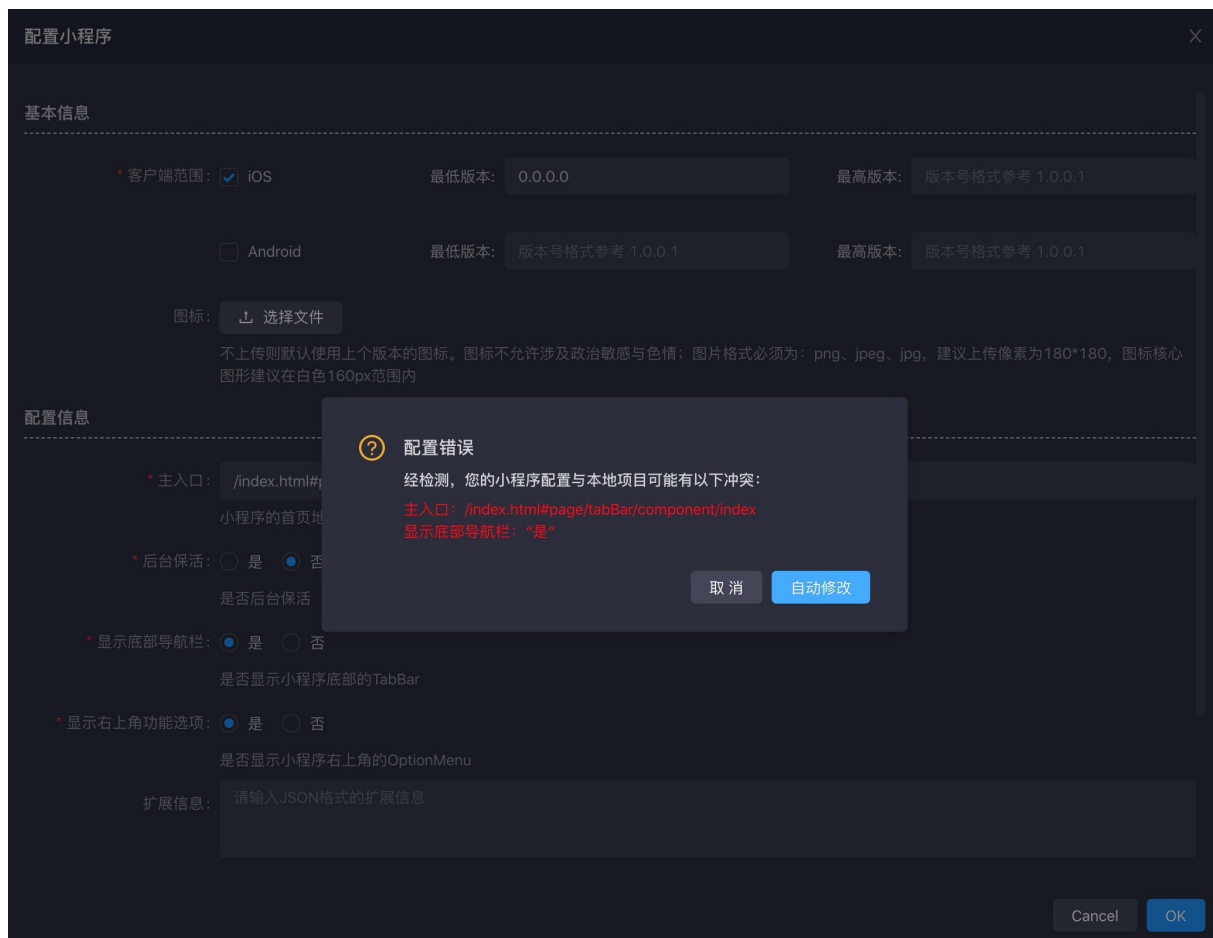 配置小程序
X
基本信息
* 客户端范围: iOS 最低版本: 0.0.0.0 最高版本: 版本号格式参考 1.0.0.1
Android 最低版本: 版本号格式参考 1.0.0.1 最高版本: 版本号格式参考 1.0.0.1
图标: 选择文件
不上传则默认使用上个版本的图标。图标不允许涉及政治敏感与色情；图片格式必须为：png、jpeg、jpg，建议上传像素为180*180，图标核心
图形建议在白色160px范围内
配置信息
* 主入口: /index.html#
小程序的首页地
* 后台保活: 是 否
是否后台保活
* 显示底部导航栏: 是 否
是否显示小程序底部的TabBar
* 显示右上角功能选项: 是 否
是否显示小程序右上角的OptionMenu
扩展信息: 请输入JSON格式的扩展信息
配置错误
经检测，您的小程序配置与本地项目可能有以下冲突：
主入口：/index.html#page/tabBar/component/index
显示底部导航栏：“是”
取 消 自动修改
Cancel OK